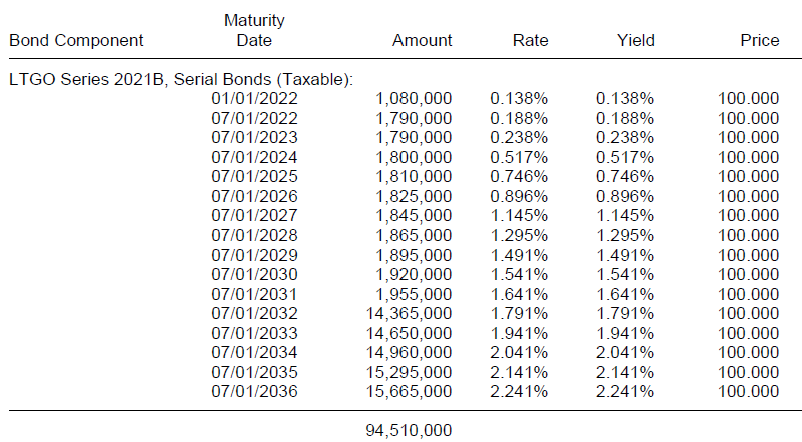 Maturity
Bond Component Date Amount Rate Yield Price
LTGO Series 2021B, Serial Bonds (Taxable):
01/01/2022 1,080,000 0.138% 0.138% 100.000
07/01/2022 1,790,000 0.188% 0.188% 100.000
07/01/2023 1,790,000 0.238% 0.238% 100.000
07/01/2024 1,800,000 0.517% 0.517% 100.000
07/01/2025 1,810,000 0.746% 0.746% 100.000
07/01/2026 1,825,000 0.896% 0.896% 100.000
07/01/2027 1,845,000 1.145% 1.145% 100.000
07/01/2028 1,865,000 1.295% 1.295% 100.000
07/01/2029 1,895,000 1.491% 1.491% 100.000
07/01/2030 1,920,000 1.541% 1.541% 100.000
07/01/2031 1,955,000 1.641% 1.641% 100.000
07/01/2032 14,365,000 1.791% 1.791% 100.000
07/01/2033 14,650,000 1.941% 1.941% 100.000
07/01/2034 14,960,000 2.041% 2.041% 100.000
07/01/2035 15,295,000 2.141% 2.141% 100.000
07/01/2036 15,665,000 2.241% 2.241% 100.000
94,510,000